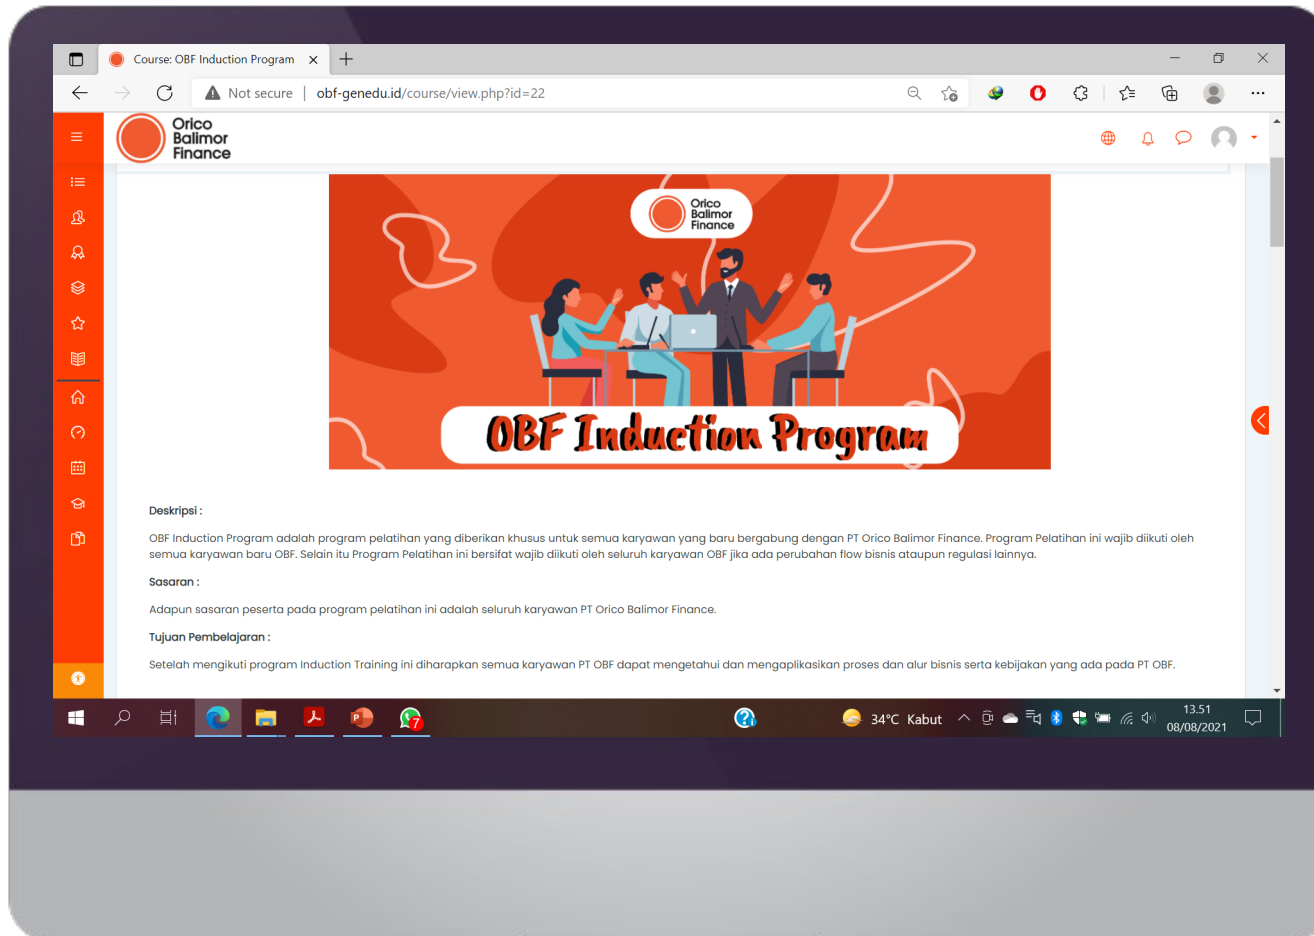 Course: OBF Induction Program
Not secure | obf-genedu.id/course/view.php?id=22
Orico
Balimor
Finance
Orico
Balimor
Finance
OBF Induction Program
Deskripsi :
OBF Induction Program adalah program pelatihan yang diberikan khusus untuk semua karyawan yang baru bergabung dengan PT Orico Balimor Finance. Program Pelatihan ini wajib diikuti oleh
semua karyawan baru OBF. Selain itu Program Pelatihan ini bersifat wajib diikuti oleh seluruh karyawan OBF jika ada perubahan flow bisnis ataupun regulasi lainnya.
Sasaran :
Adapun sasaran peserta pada program pelatihan ini adalah seluruh karyawan PT Orico Balimor Finance.
Tujuan Pembelajaran :
Setelah mengikuti program Induction Training ini diharapkan semua karyawan PT OBF dapat mengetahui dan mengaplikasikan proses dan alur bisnis serta kebijakan yang ada pada PT OBF.
7
34°C Kabut
13.51
08/08/2021